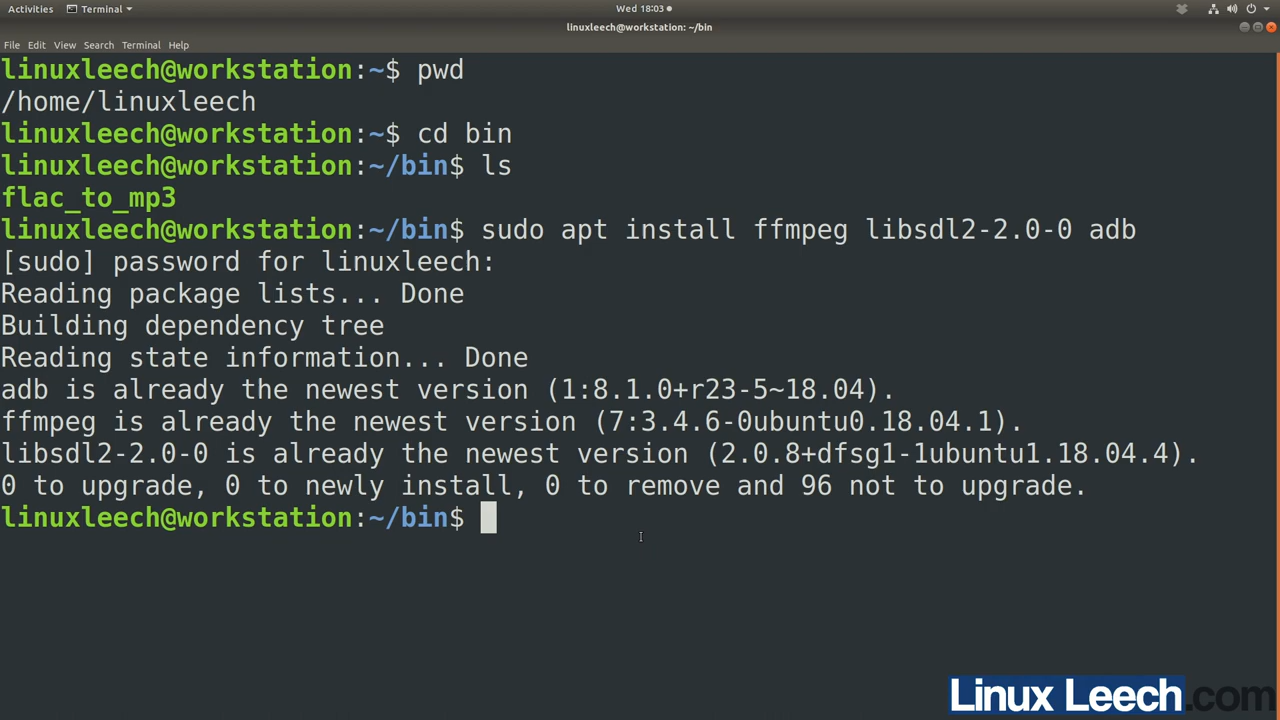 Activities Terminal Wed 18:03
linuxleech@workstation: ~/bin
File Edit View Search Terminal Help
linuxleech@workstation:~$ pwd
/home/linuxleech
linuxleech@workstation:~$ cd bin
linuxleech@workstation:~/bin$ ls
flac_to_mp3
linuxleech@workstation:~/bin$ sudo apt install ffmpeg libsdl2-2.0-0 adb
[sudo] password for linuxleech:
Reading package lists... Done
Building dependency tree
Reading state information... Done
adb is already the newest version (1:8.1.0+r23-5~18.04).
ffmpeg is already the newest version (7:3.4.6-0ubuntu0.18.04.1).
libsdl2-2.0-0 is already the newest version (2.0.8+dfsg1-1ubuntu1.18.04.4).
0 to upgrade, 0 to newly install, 0 to remove and 96 not to upgrade.
linuxleech@workstation:~/bin$
Linux Leech.com